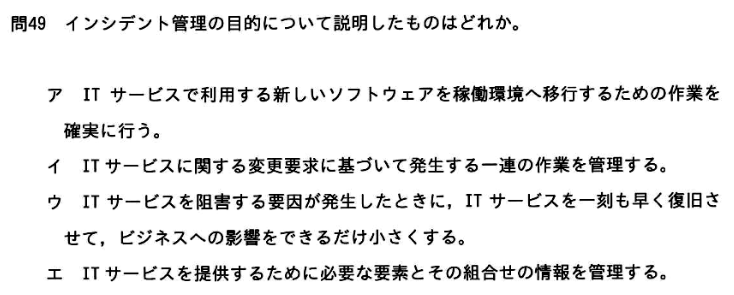 問49　インシデント管理の目的について説明したものはどれか。
ア　IT サービスで利用する新しいソフトウェアを稼働環境へ移行するための作業を
確実に行う。
イ　IT サービスに関する変更要求に基づいて発生する一連の作業を管理する。
ウ　IT サービスを阻害する要因が発生したときに，IT サービスを一刻も早く復旧さ
せて，ビジネスへの影響をできるだけ小さくする。
エ　IT サービスを提供するために必要な要素とその組合せの情報を管理する。